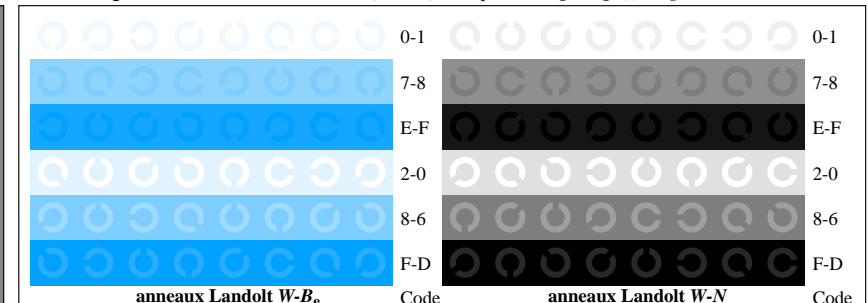 0-1 0-1
7-8 7-8
E-F E-F
2-0 2-0
8-6 8-6
F-D F-D
anneaux Landolt W-Be Code anneaux Landolt W-N Code